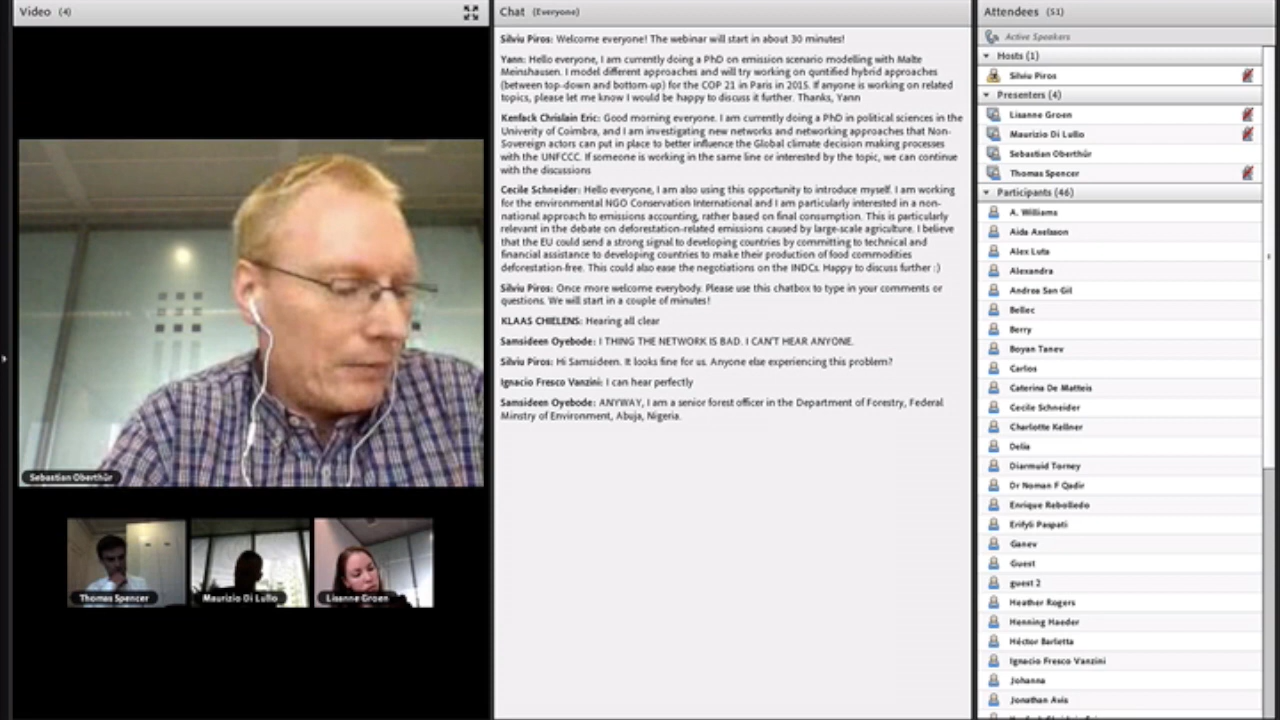 Video (4)
Sebastian Oberthür
Thomas Spencer
Maurizio Di Lullo
Lisanne Groen
Chat (Everyone)
Silviu Piros: Welcome everyone! The webinar will start in about 30 minutes!
Yann: Hello everyone, I am currently doing a PhD on emission scenario modelling with Malte
Meinshausen. I model different approaches and will try working on quntified hybrid approaches
(between top-down and bottom-up) for the COP 21 in Paris in 2015. If anyone is working on related
topics, please let me know I would be happy to discuss it further. Thanks, Yann
Kenfack Chrislain Eric: Good morning everyone. I am currently doing a PhD in political sciences in the
Univerity of Coimbra, and I am investigating new networks and networking approaches that Non-
Sovereign actors can put in place to better influence the Global climate decision making processes
with the UNFCCC. If someone is working in the same line or interested by the topic, we can continue
with the discussions
Cecile Schneider: Hello everyone, I am also using this opportunity to introduce myself. I am working
for the environmental NGO Conservation International and I am particularly interested in a non-
national approach to emissions accounting, rather based on final consumption. This is particularly
relevant in the debate on deforestation-related emissions caused by large-scale agriculture. I believe
that the EU could send a strong signal to developing countries by committing to technical and
financial assistance to developing countries to make their production of food commodities
deforestation-free. This could also ease the negotiations on the INDCs. Happy to discuss further :)
Silviu Piros: Once more welcome everybody. Please use this chatbox to type in your comments or
questions. We will start in a couple of minutes!
KLAAS CHIELENS: Hearing all clear
Samsideen Oyebode: I THING THE NETWORK IS BAD. I CAN'T HEAR ANYONE.
Silviu Piros: Hi Samsideen. It looks fine for us. Anyone else experiencing this problem?
Ignacio Fresco Vanzini: I can hear perfectly
Samsideen Oyebode: ANYWAY, I am a senior forest officer in the Department of Forestry, Federal
Minstry of Environment, Abuja, Nigeria.
Attendees (51)
Active Speakers
Hosts (1)
Silviu Piros
Presenters (4)
Lisanne Groen
Maurizio Di Lullo
Sebastian Oberthür
Thomas Spencer
Participants (46)
A. Williams
Aida Axelsson
Alex Luta
Alexandra
Andrea San Gil
Bellec
Berry
Boyan Tanev
Carlos
Caterina De Matteis
Cecile Schneider
Charlotte Kellner
Delia
Diarmuid Torney
Dr Noman F Qadir
Enrique Rebolledo
Erifyli Paspati
Ganev
Guest
guest 2
Heather Rogers
Henning Haeder
Héctor Barletta
Ignacio Fresco Vanzini
Johanna
Jonathan Avis